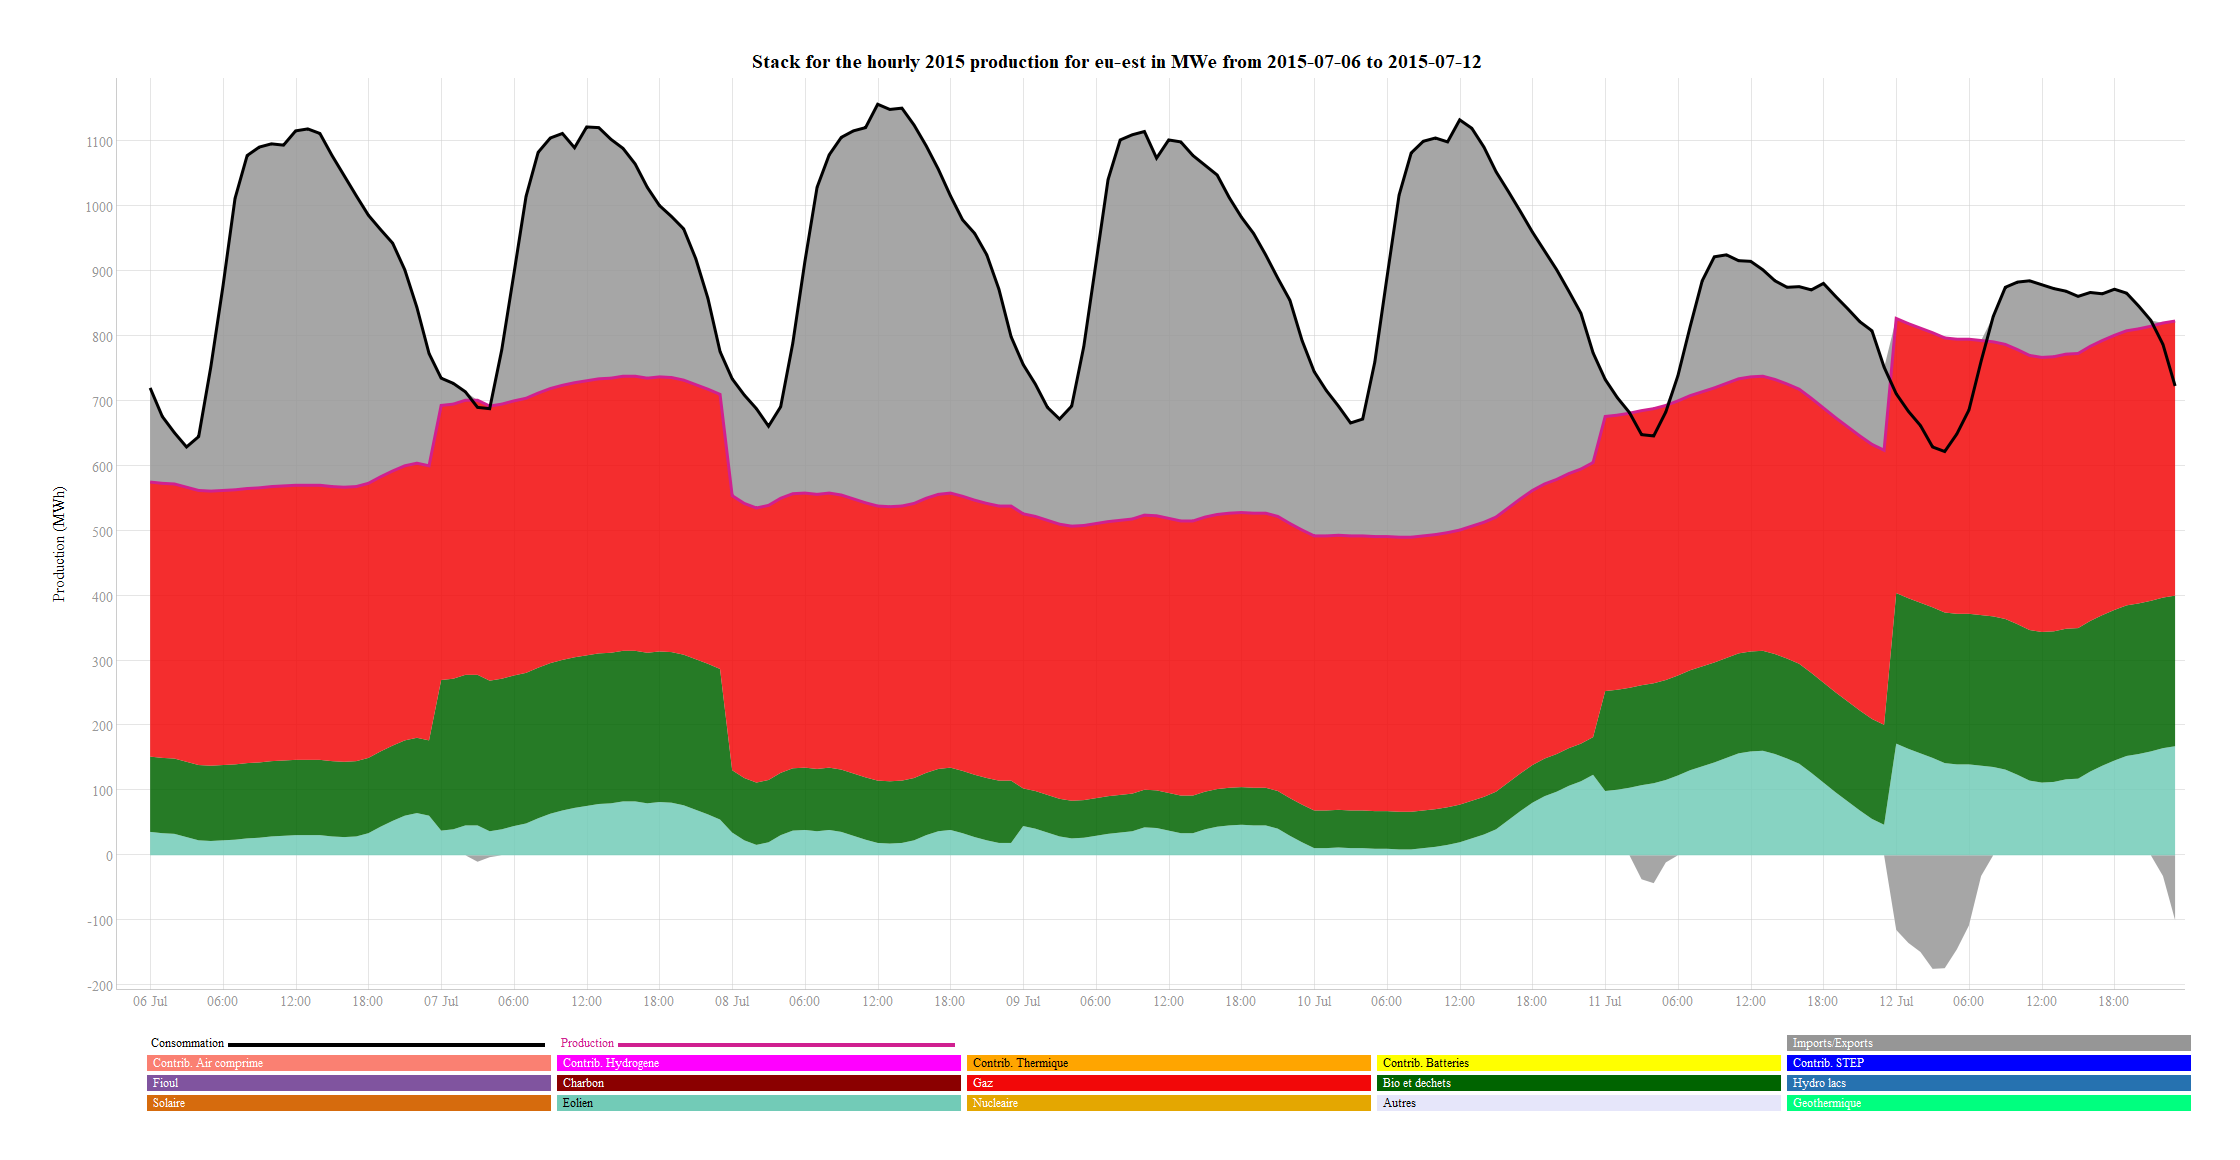 Stack for the hourly 2015 production for eu-est in MWe from 2015-07-06 to 2015-07-12
Production (MWh)
1100
1000
900
800
700
600
500
400
300
200
100
0
-100
-200
06 Jul 06:00 12:00 18:00 07 Jul 06:00 12:00 18:00 08 Jul 06:00 12:00 18:00 09 Jul 06:00 12:00 18:00 10 Jul 06:00 12:00 18:00 11 Jul 06:00 12:00 18:00 12 Jul 06:00 12:00 18:00
Consommation Production Imports/Exports
Contrib. Air comprime Contrib. Hydrogene Contrib. Thermique Contrib. Batteries Contrib. STEP
Fioul Charbon Gaz Bio et dechets Hydro lacs
Solaire Eolien Nucleaire Autres Geothermique